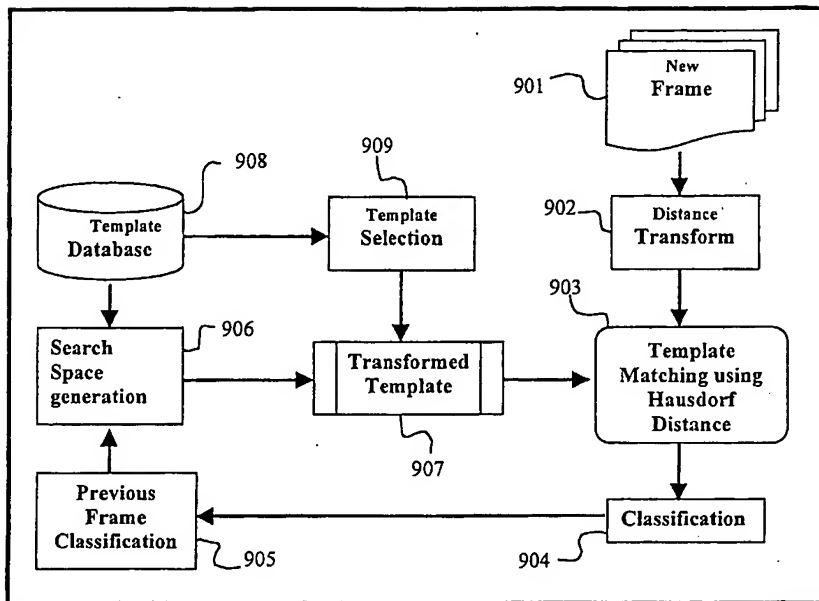 New
Frame
901
909
908
Template
Database
Template
Selection
902
Distance
Transform
903
906
Search
Space
generation
Transformed
Template
Template
Matching using
Hausdorf
Distance
907
Previous
Frame
Classification
905
Classification
904